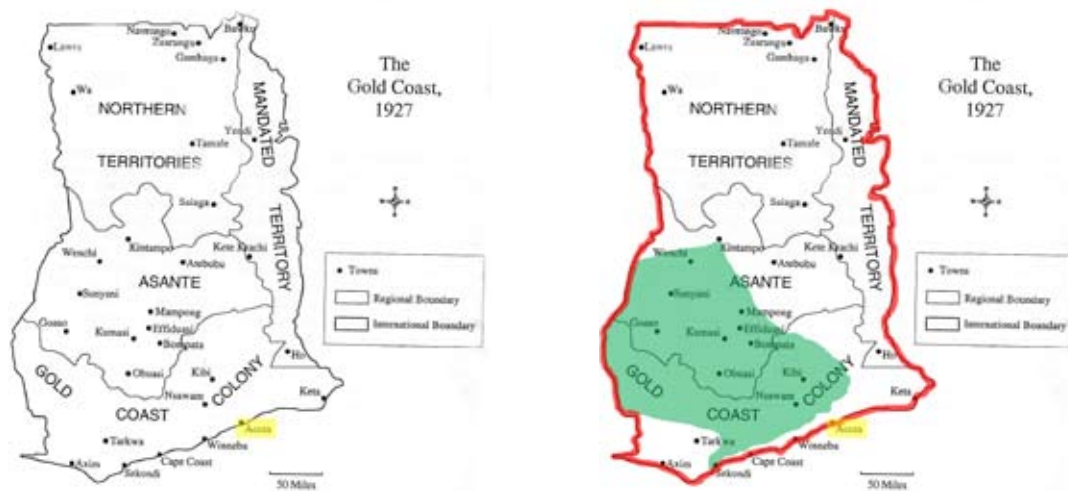 Navrongo
Bawku
Zuarungu
Lawra
Gambaga
The
Gold Coast,
1927
Wa
NORTHERN
MANDATED
Yendi
Tamale
TERRITORIES
Salaga
TERRITORY
Kintampo
Wenchi
Kete Krachi
Atebubu
ASANTE
Towns
Sunyani
Regional Boundary
Mampong
Goaso
Effiduasi
International Boundary
Kumasi
Bompata
Ho
GOLD
Obuasi
Kibi
COLONY
Nsawam
Keta
COAST
Accra
Tarkwa
Winneba
Cape Coast
Axim
Sekondi
50 Miles
Navrongo
Bawku
Zuarungu
Lawra
Gambaga
The
Gold Coast,
1927
Wa
NORTHERN
MANDATED
Yendi
Tamale
TERRITORIES
Salaga
TERRITORY
Kintampo
Wenchi
Kete Krachi
Atebubu
ASANTE
Towns
Sunyani
Regional Boundary
Mampong
Goaso
Effiduasi
International Boundary
Kumasi
Bompata
Ho
GOLD
Obuasi
Kibi
COLONY
Nsawam
Keta
COAST
Accra
Tarkwa
Winneba
Cape Coast
Axim
Sekondi
50 Miles